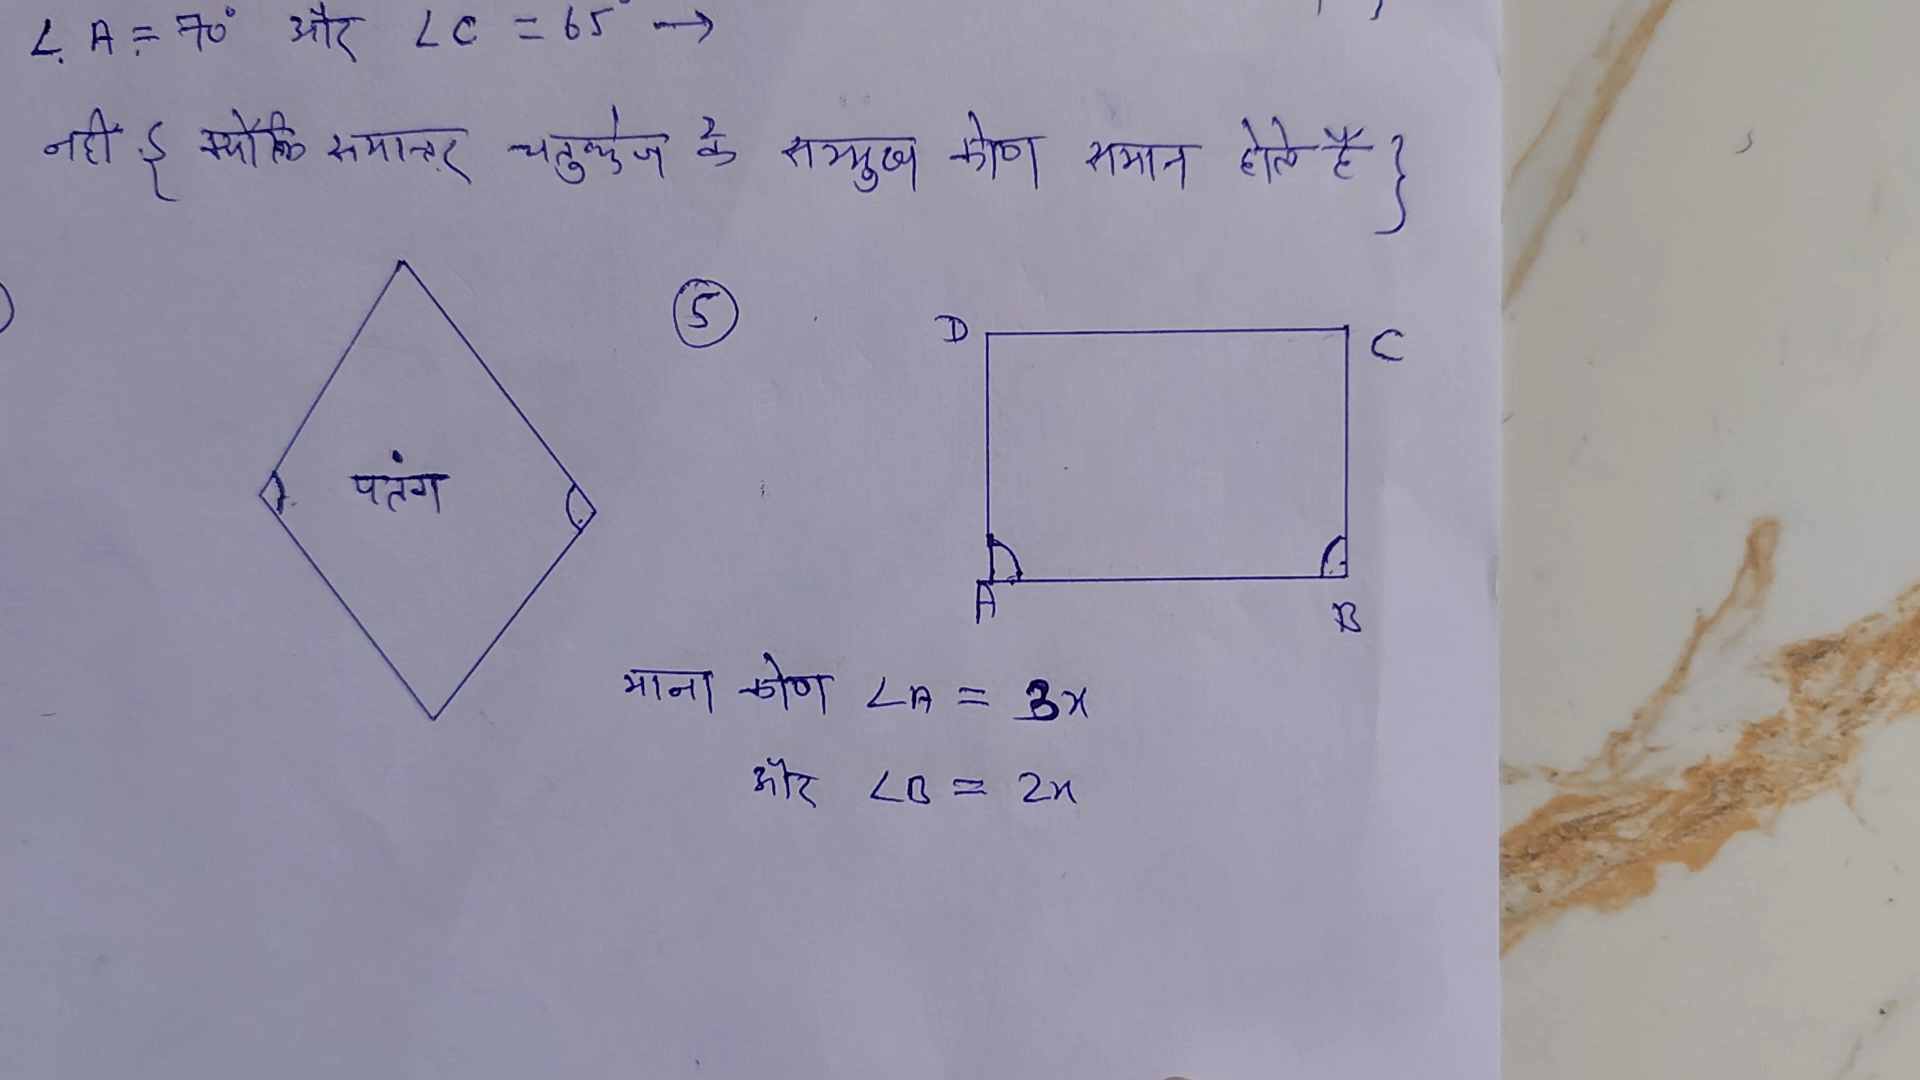 ∠A = 70° और ∠C = 65° →
नहीं { क्योंकि समान्तर चतुर्भुज के सम्मुख कोण समान होते हैं }
पतंग
5
D
C
A
B
माना कोण ∠A = 3x
और ∠B = 2x